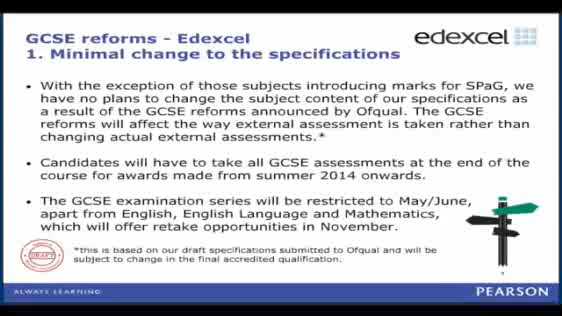 GCSE reforms - Edexcel
edexcel
1. Minimal change to the specifications
• With the exception of those subjects introducing marks for SPaG, we
have no plans to change the subject content of our specifications as
a result of the GCSE reforms announced by Ofqual. The GCSE
reforms will affect the way external assessment is taken rather than
changing actual external assessments.*
• Candidates will have to take all GCSE assessments at the end of the
course for awards made from summer 2014 onwards.
• The GCSE examination series will be restricted to May/June,
apart from English, English Language and Mathematics,
which will offer retake opportunities in November.
DRAFT
*this is based on our draft specifications submitted to Ofqual and will be
subject to change in the final accredited qualification.
ALWAYS LEARNING
PEARSON